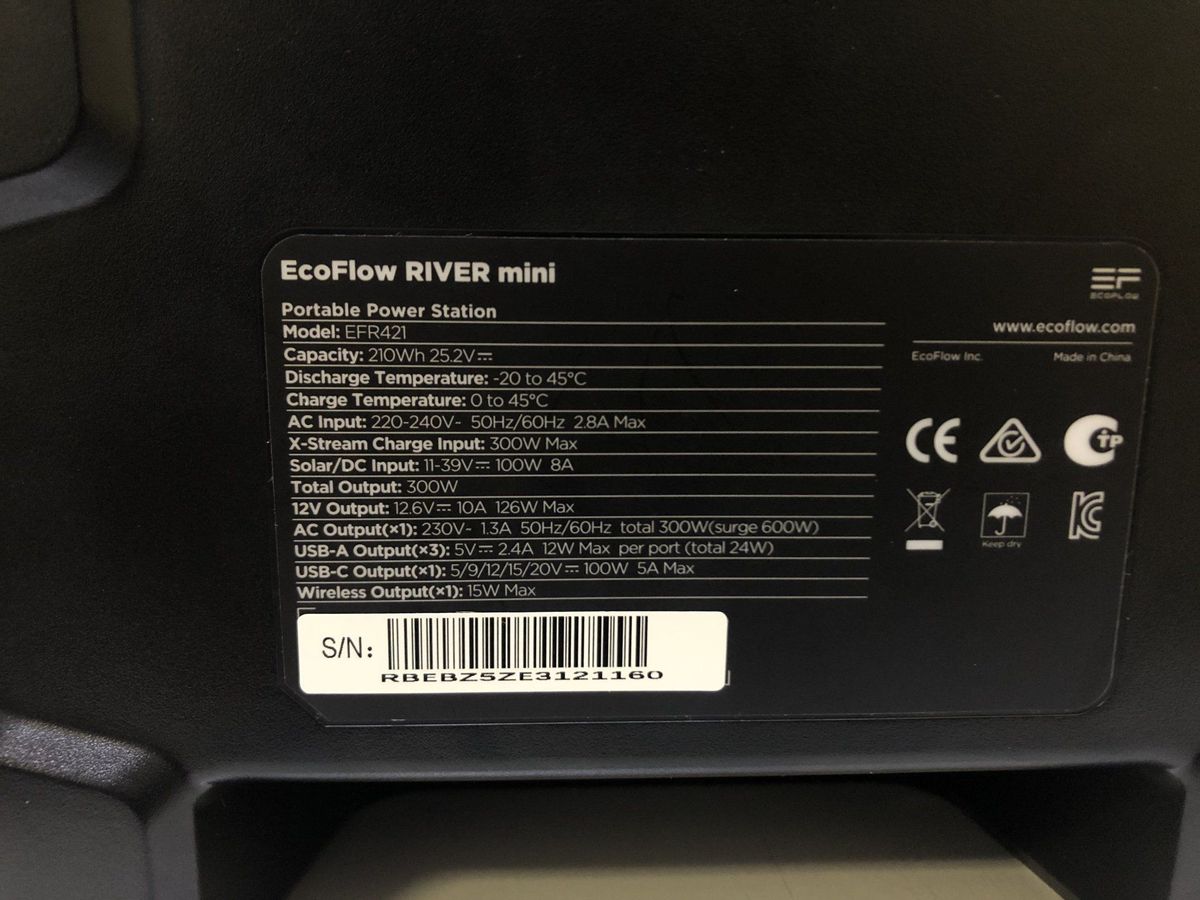 EcoFlow RIVER mini
Portable Power Station
Model: EFR421
Capacity: 210Wh 25.2V⎓
Discharge Temperature: -20 to 45°C
Charge Temperature: 0 to 45°C
AC Input: 220-240V~ 50Hz/60Hz 2.8A Max
X-Stream Charge Input: 300W Max
Solar/DC Input: 11-39V⎓ 100W 8A
Total Output: 300W
12V Output: 12.6V⎓ 10A 126W Max
AC Output(×1): 230V~ 1.3A 50Hz/60Hz total 300W(surge 600W)
USB-A Output(×3): 5V⎓ 2.4A 12W Max per port (total 24W)
USB-C Output(×1): 5/9/12/15/20V⎓ 100W 5A Max
Wireless Output(×1): 15W Max
S/N:
RBEBZ5ZE3121160
EF
ECOFLOW
www.ecoflow.com
EcoFlow Inc. Made in China
CE
Keep dry